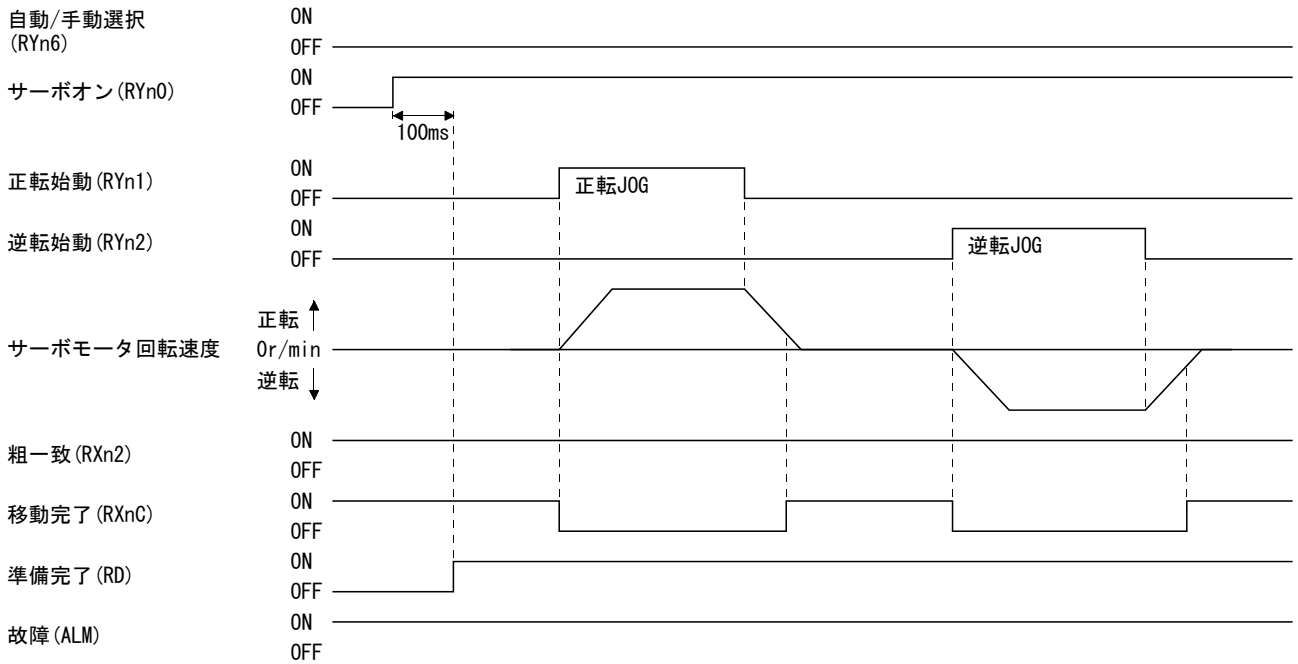 自動/手動選択 ON
(RYn6) OFF
サーボオン(RYn0) ON
OFF
100ms
正転始動(RYn1) ON
OFF
正転JOG
逆転始動(RYn2) ON
OFF
逆転JOG
正転
サーボモータ回転速度 0r/min
逆転
粗一致(RXn2) ON
OFF
移動完了(RXnC) ON
OFF
準備完了(RD) ON
OFF
故障(ALM) ON
OFF